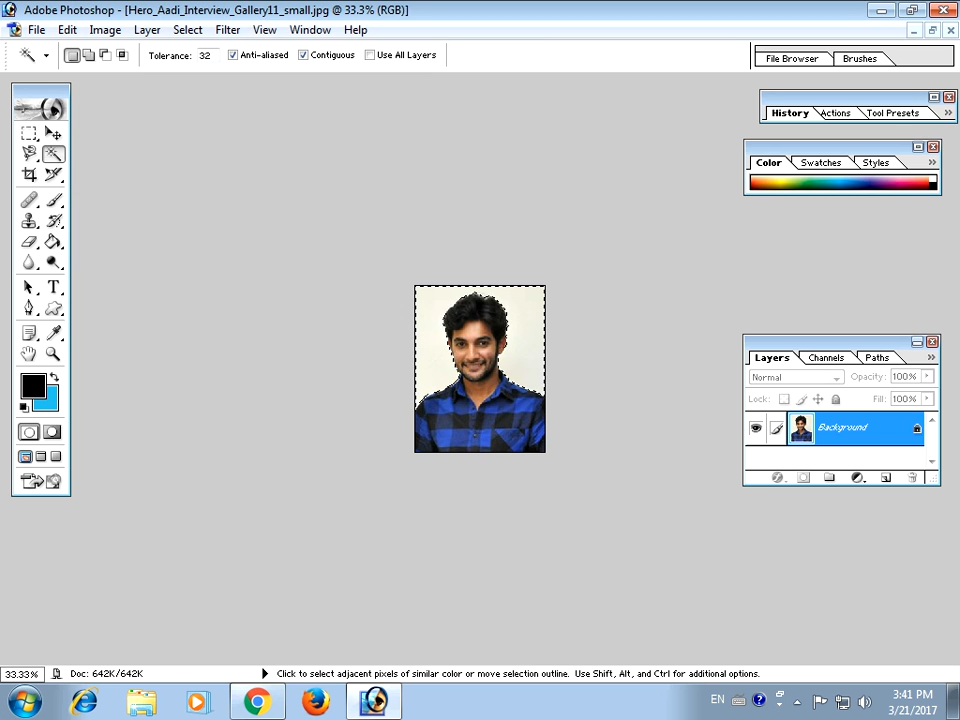 Adobe Photoshop - [Hero_Aadi_Interview_Gallery11_small.jpg @ 33.3% (RGB)]
File Edit Image Layer Select Filter View Window Help
Tolerance: 32 Anti-aliased Contiguous Use All Layers
File Browser Brushes
History Actions Tool Presets »
Color Swatches Styles »
Layers Channels Paths »
Normal Opacity: 100%
Lock: Fill: 100%
Background
33.33% Doc: 642K/642K Click to select adjacent pixels of similar color or move selection outline. Use Shift, Alt, and Ctrl for additional options.
EN 3:41 PM
3/21/2017